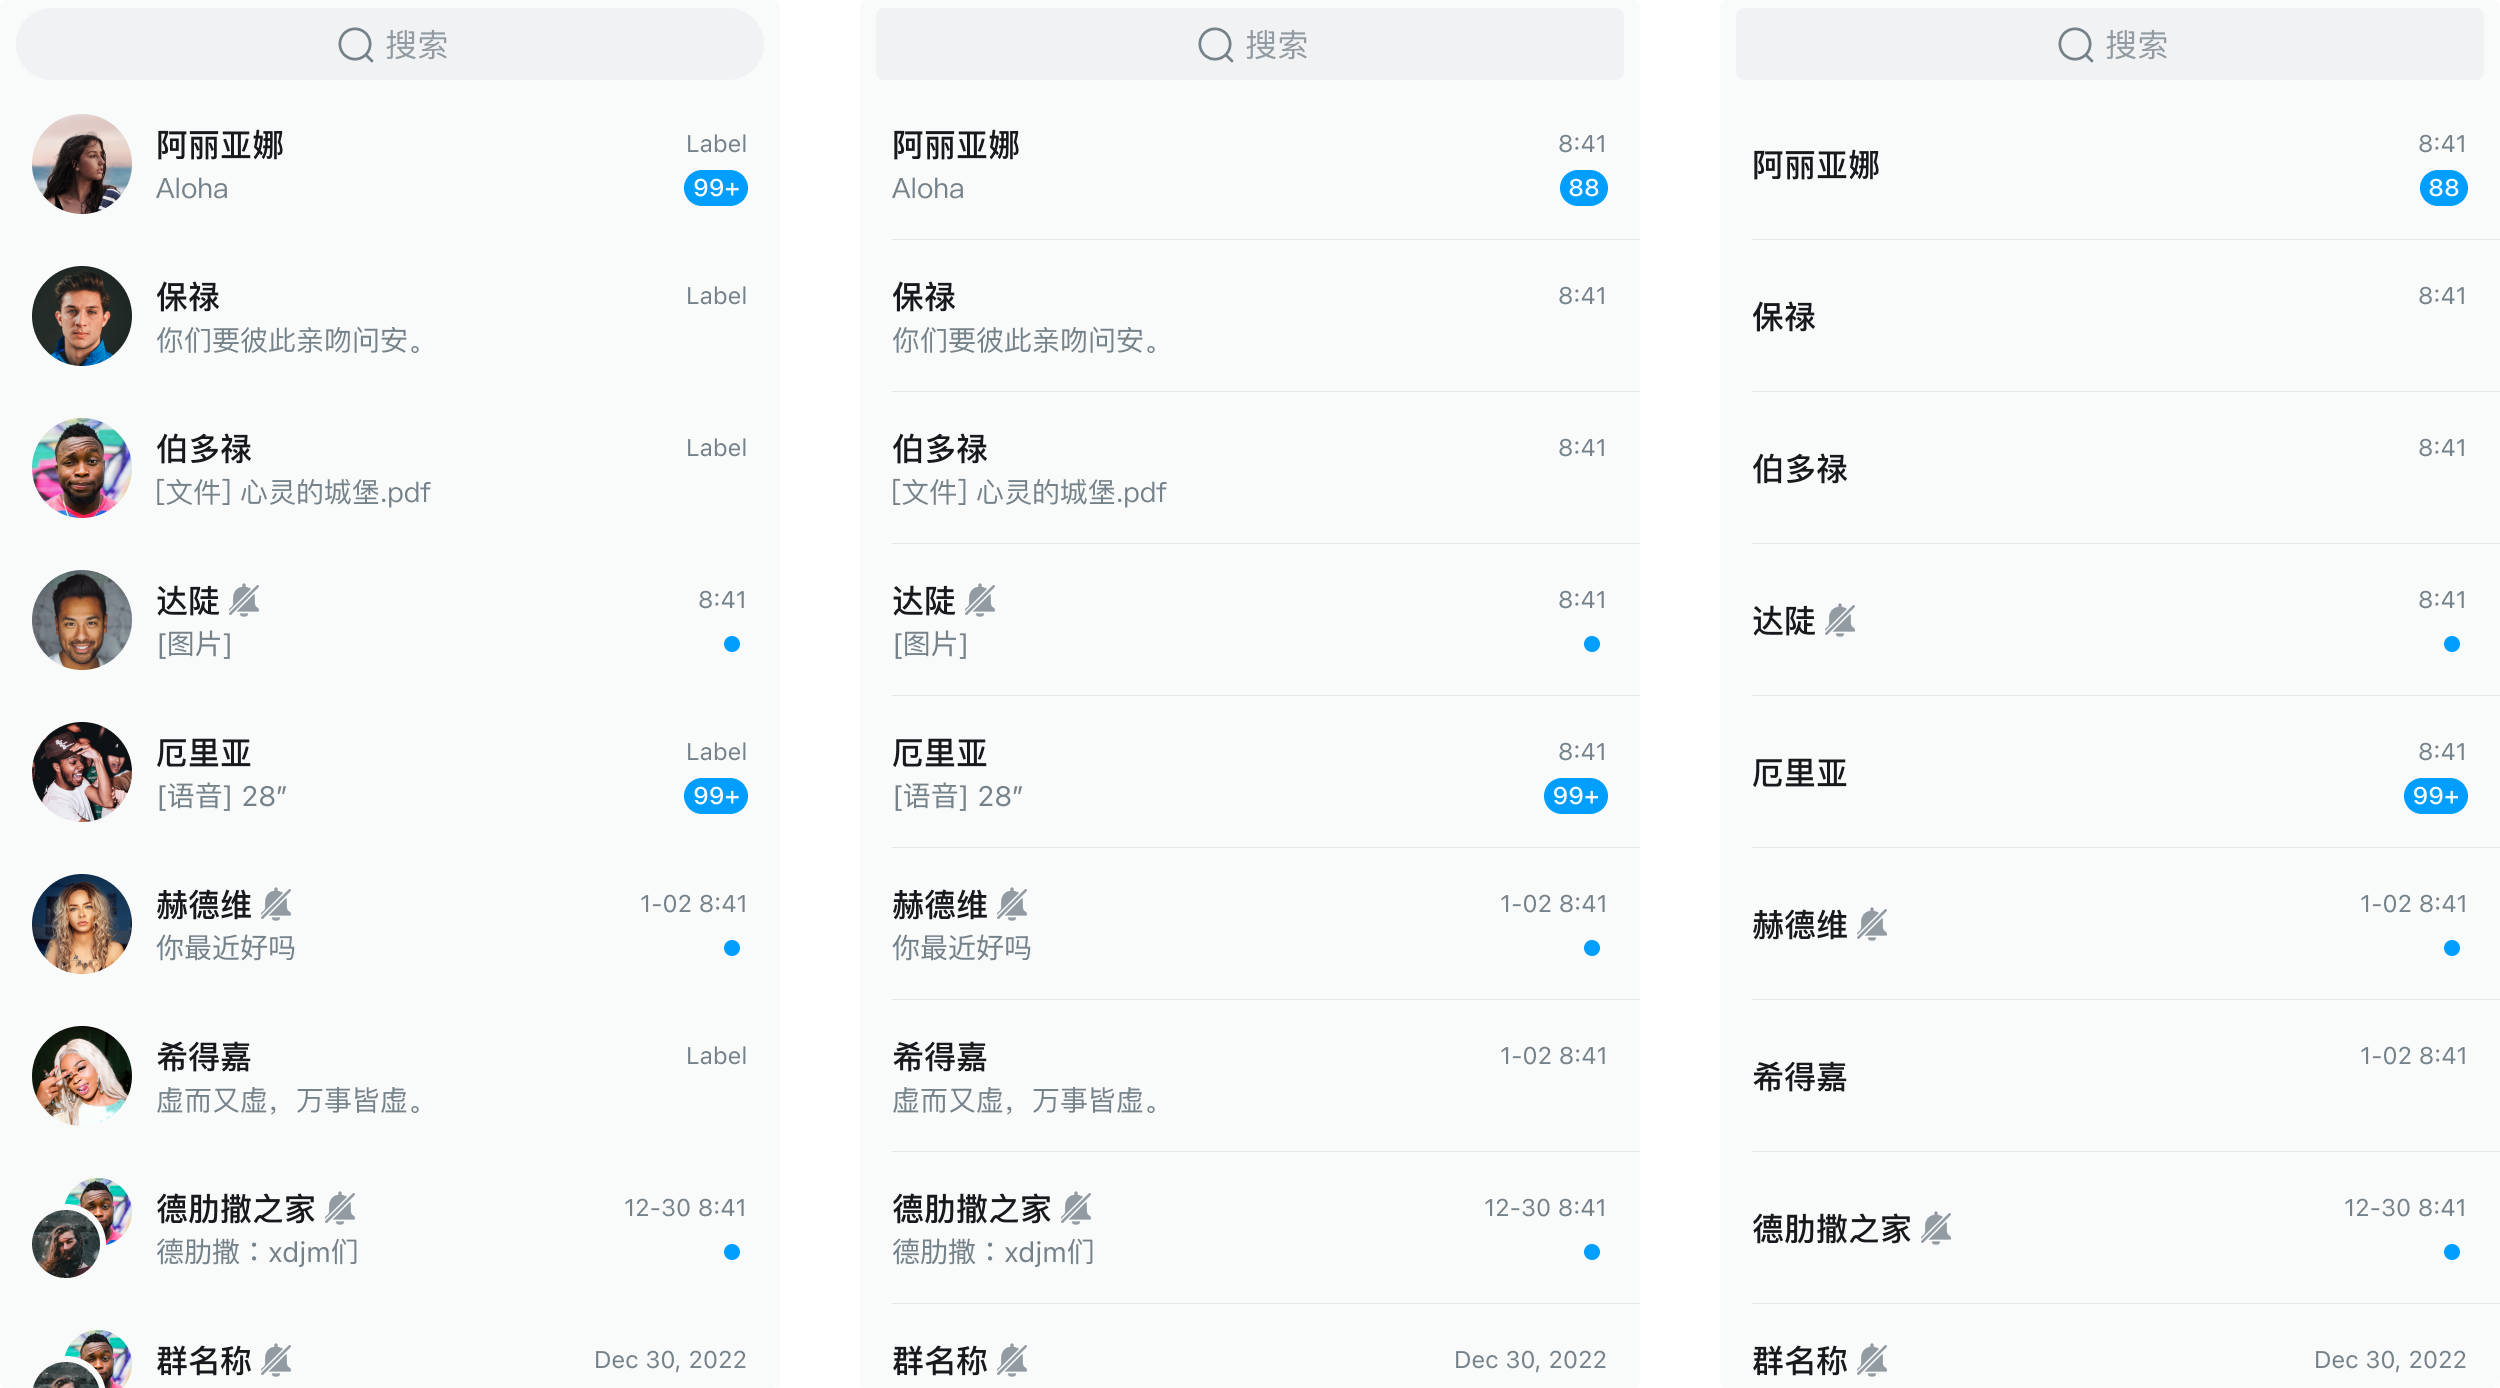 搜索
阿丽亚娜
Label
Aloha
99+
保禄
Label
你们要彼此亲吻问安。
伯多禄
Label
[文件] 心灵的城堡.pdf
达陡
8:41
[图片]
厄里亚
Label
[语音] 28″
99+
赫德维
1-02 8:41
你最近好吗
希得嘉
Label
虚而又虚，万事皆虚。
德肋撒之家
12-30 8:41
德肋撒：xdjm们
群名称
Dec 30, 2022
搜索
阿丽亚娜
8:41
Aloha
88
保禄
8:41
你们要彼此亲吻问安。
伯多禄
8:41
[文件] 心灵的城堡.pdf
达陡
8:41
[图片]
厄里亚
8:41
[语音] 28″
99+
赫德维
1-02 8:41
你最近好吗
希得嘉
1-02 8:41
虚而又虚，万事皆虚。
德肋撒之家
12-30 8:41
德肋撒：xdjm们
群名称
Dec 30, 2022
搜索
阿丽亚娜
8:41
88
保禄
8:41
伯多禄
8:41
达陡
8:41
厄里亚
8:41
99+
赫德维
1-02 8:41
希得嘉
1-02 8:41
德肋撒之家
12-30 8:41
群名称
Dec 30, 2022